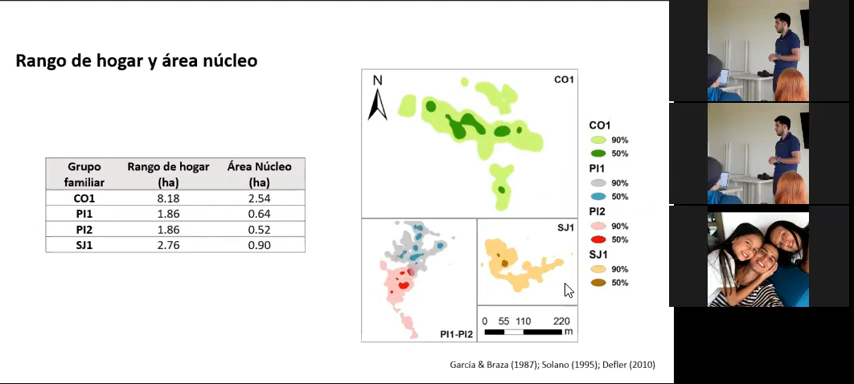 Rango de hogar y área núcleo
Grupo familiar Rango de hogar (ha) Área Núcleo (ha)
CO1 8.18 2.54
PI1 1.86 0.64
PI2 1.86 0.52
SJ1 2.76 0.90
N
CO1
SJ1
PI1-PI2
0 55 110 220
m
CO1
90%
50%
PI1
90%
50%
PI2
90%
50%
SJ1
90%
50%
García & Braza (1987); Solano (1995); Defler (2010)